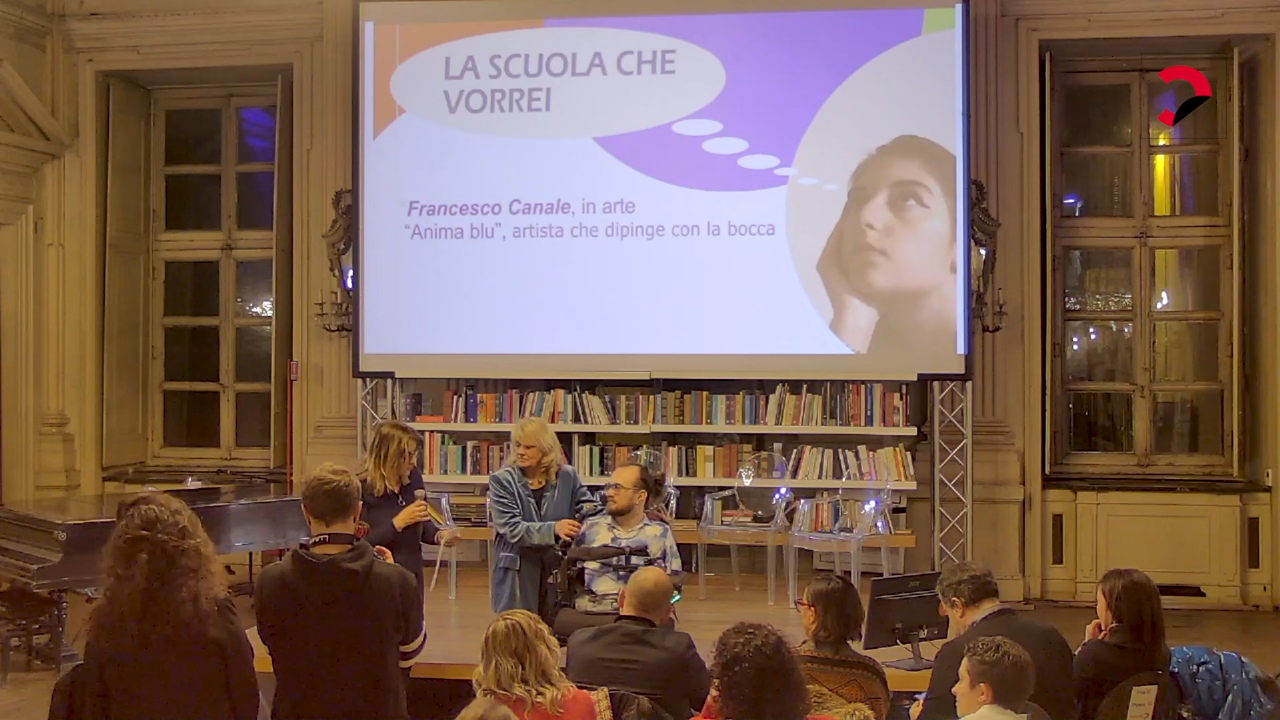 LA SCUOLA CHE
VORREI
Francesco Canale, in arte
"Anima blu", artista che dipinge con la bocca